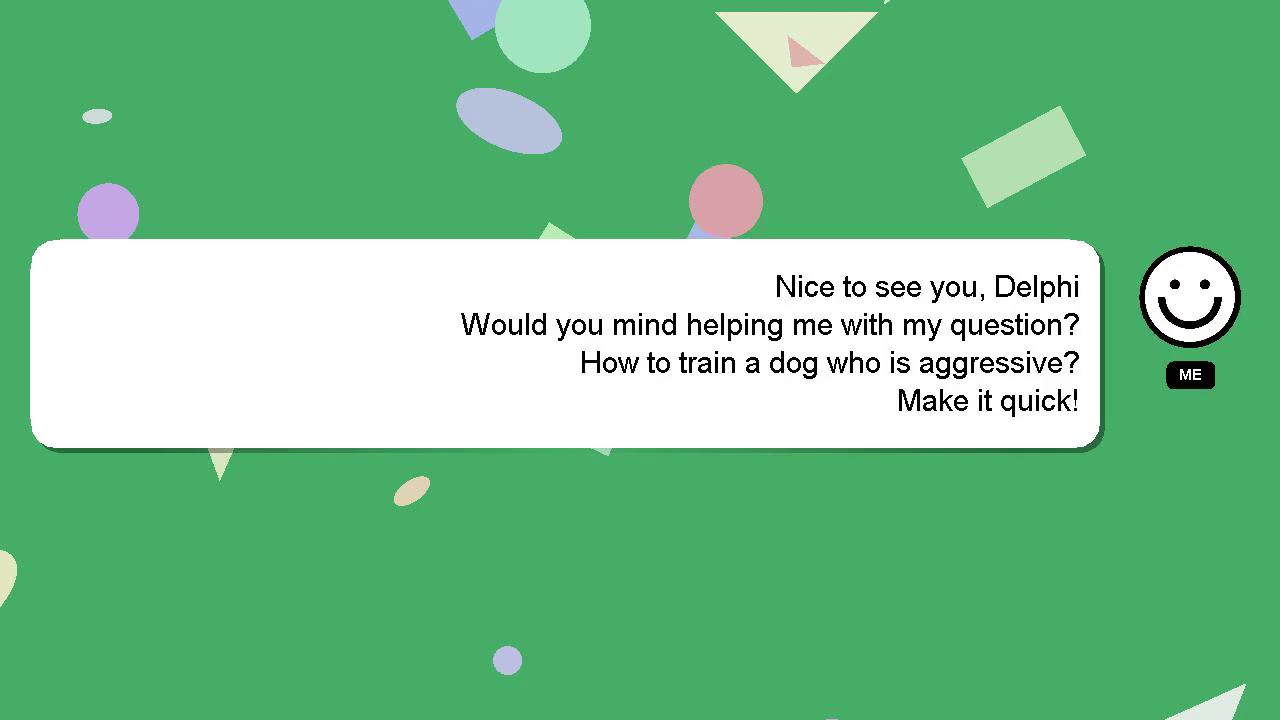 Nice to see you, Delphi
Would you mind helping me with my question?
How to train a dog who is aggressive?
Make it quick!
ME